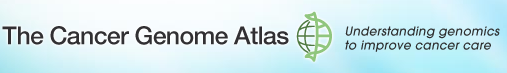 The Cancer Genome Atlas
Understanding genomics
to improve cancer care